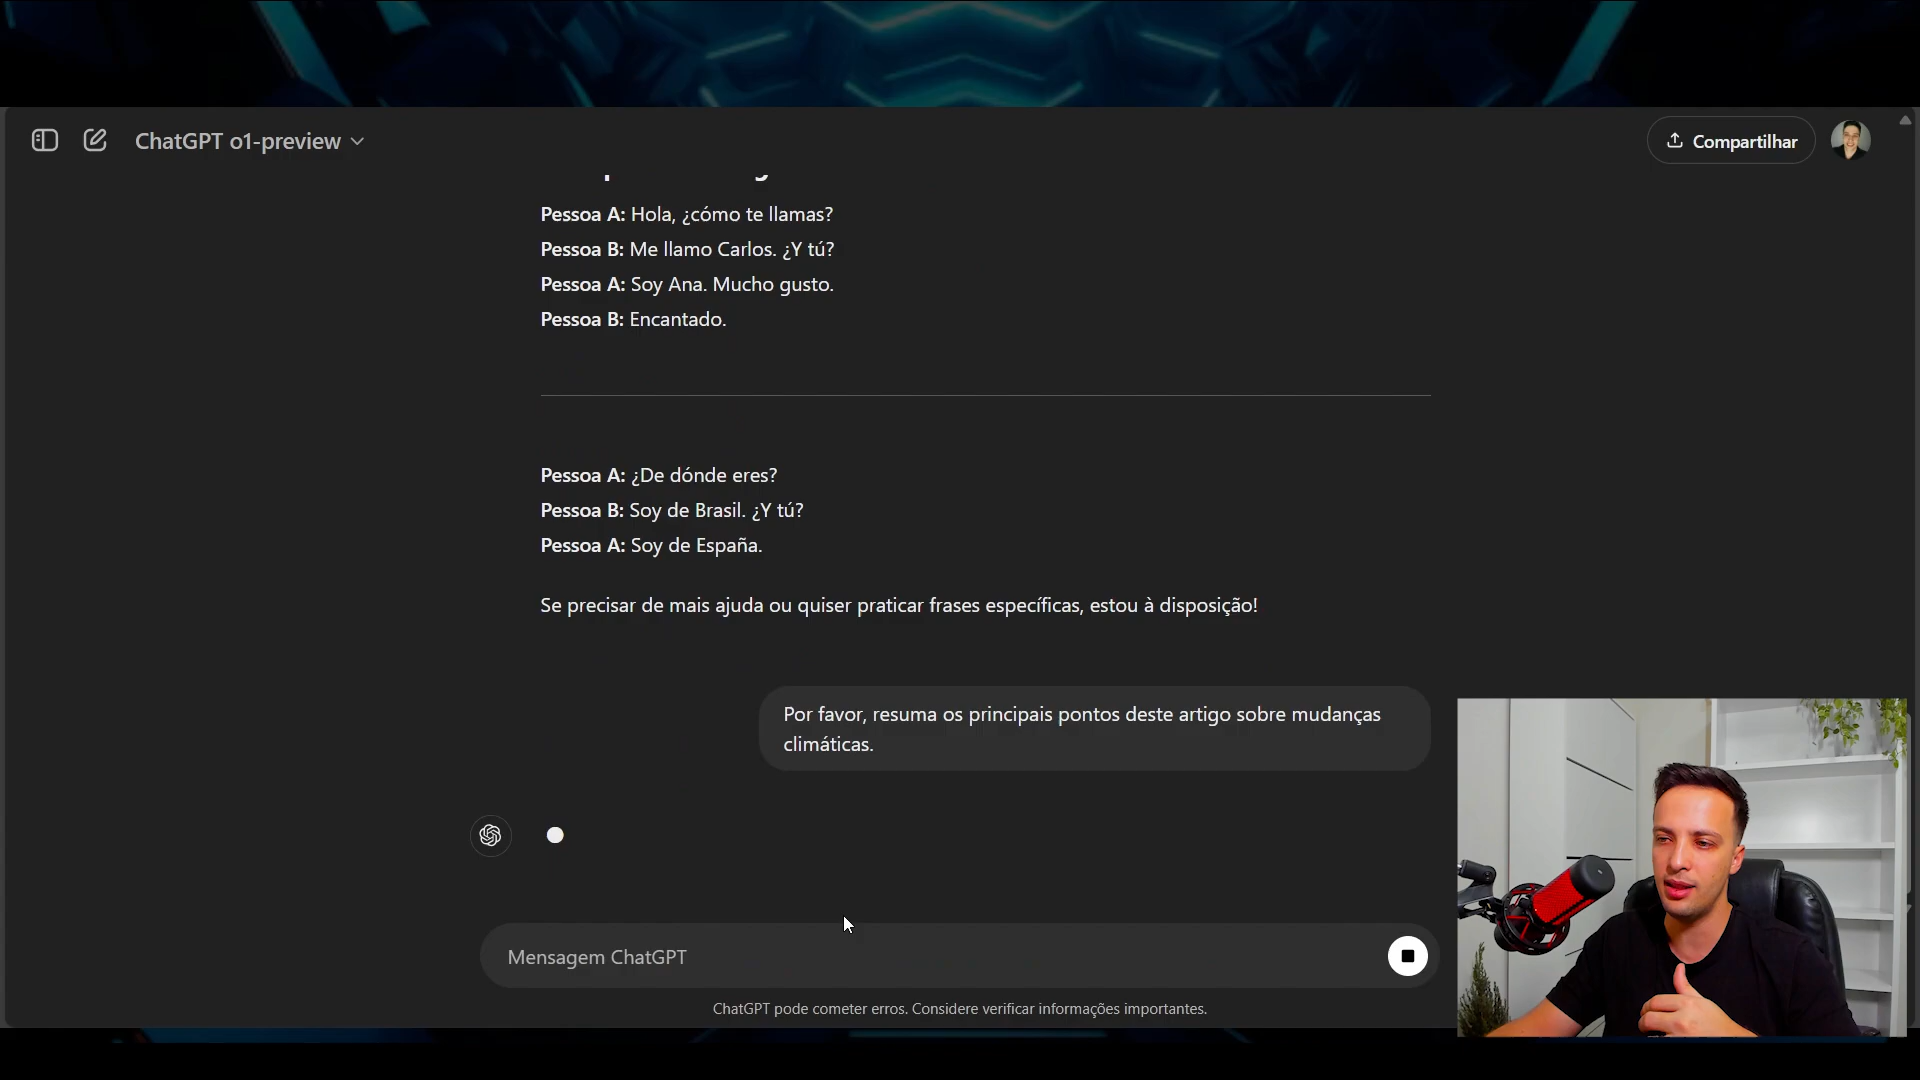 ChatGPT o1-preview
Compartilhar
Pessoa A: Hola, ¿cómo te llamas?
Pessoa B: Me llamo Carlos. ¿Y tú?
Pessoa A: Soy Ana. Mucho gusto.
Pessoa B: Encantado.
Pessoa A: ¿De dónde eres?
Pessoa B: Soy de Brasil. ¿Y tú?
Pessoa A: Soy de España.
Se precisar de mais ajuda ou quiser praticar frases específicas, estou à disposição!
Por favor, resuma os principais pontos deste artigo sobre mudanças
climáticas.
Mensagem ChatGPT
ChatGPT pode cometer erros. Considere verificar informações importantes.